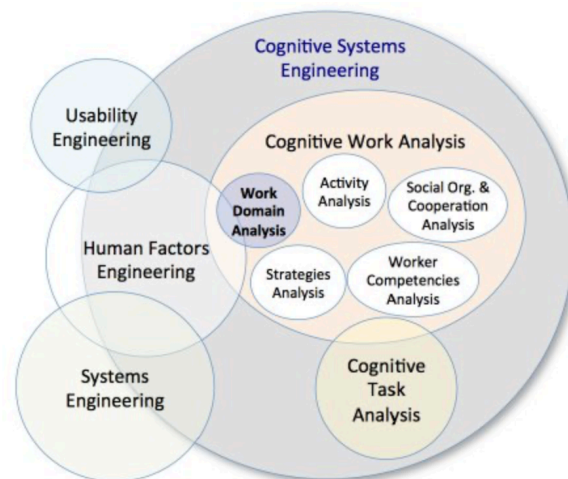 Cognitive Systems
Engineering
Usability
Engineering
Cognitive Work Analysis
Work
Domain
Analysis
Activity
Analysis
Social Org. &
Cooperation
Analysis
Human Factors
Engineering
Strategies
Analysis
Worker
Competencies
Analysis
Systems
Engineering
Cognitive
Task
Analysis